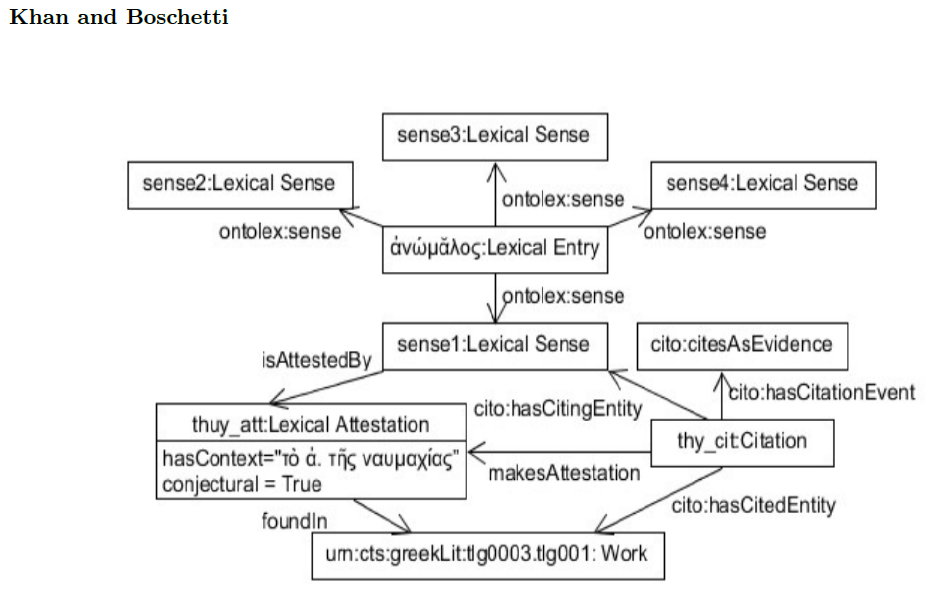 Khan and Boschetti
sense3:Lexical Sense
sense2:Lexical Sense
sense4:Lexical Sense
ontolex:sense
ontolex:sense
ontolex:sense
ἀνώμᾰλος:Lexical Entry
ontolex:sense
sense1:Lexical Sense
cito:citesAsEvidence
isAttestedBy
cito:hasCitationEvent
cito:hasCitingEntity
thuy_att:Lexical Attestation
thy_cit:Citation
hasContext="τὸ ἀ. τῆς ναυμαχίας"
conjectural = True
makesAttestation
cito:hasCitedEntity
foundIn
urn:cts:greekLit:tlg0003.tlg001: Work